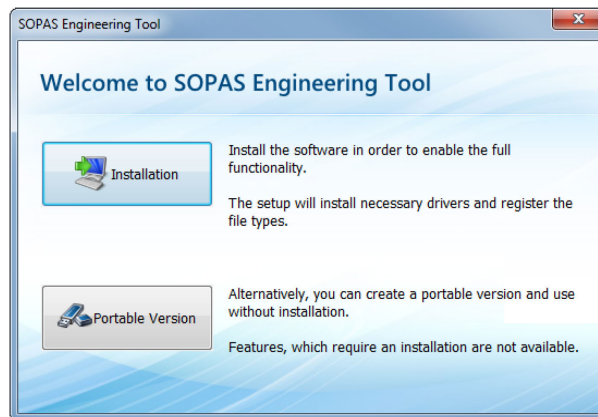 SOPAS Engineering Tool
Welcome to SOPAS Engineering Tool
Installation
Install the software in order to enable the full
functionality.
The setup will install necessary drivers and register the
file types.
Portable Version
Alternatively, you can create a portable version and use
without installation.
Features, which require an installation are not available.